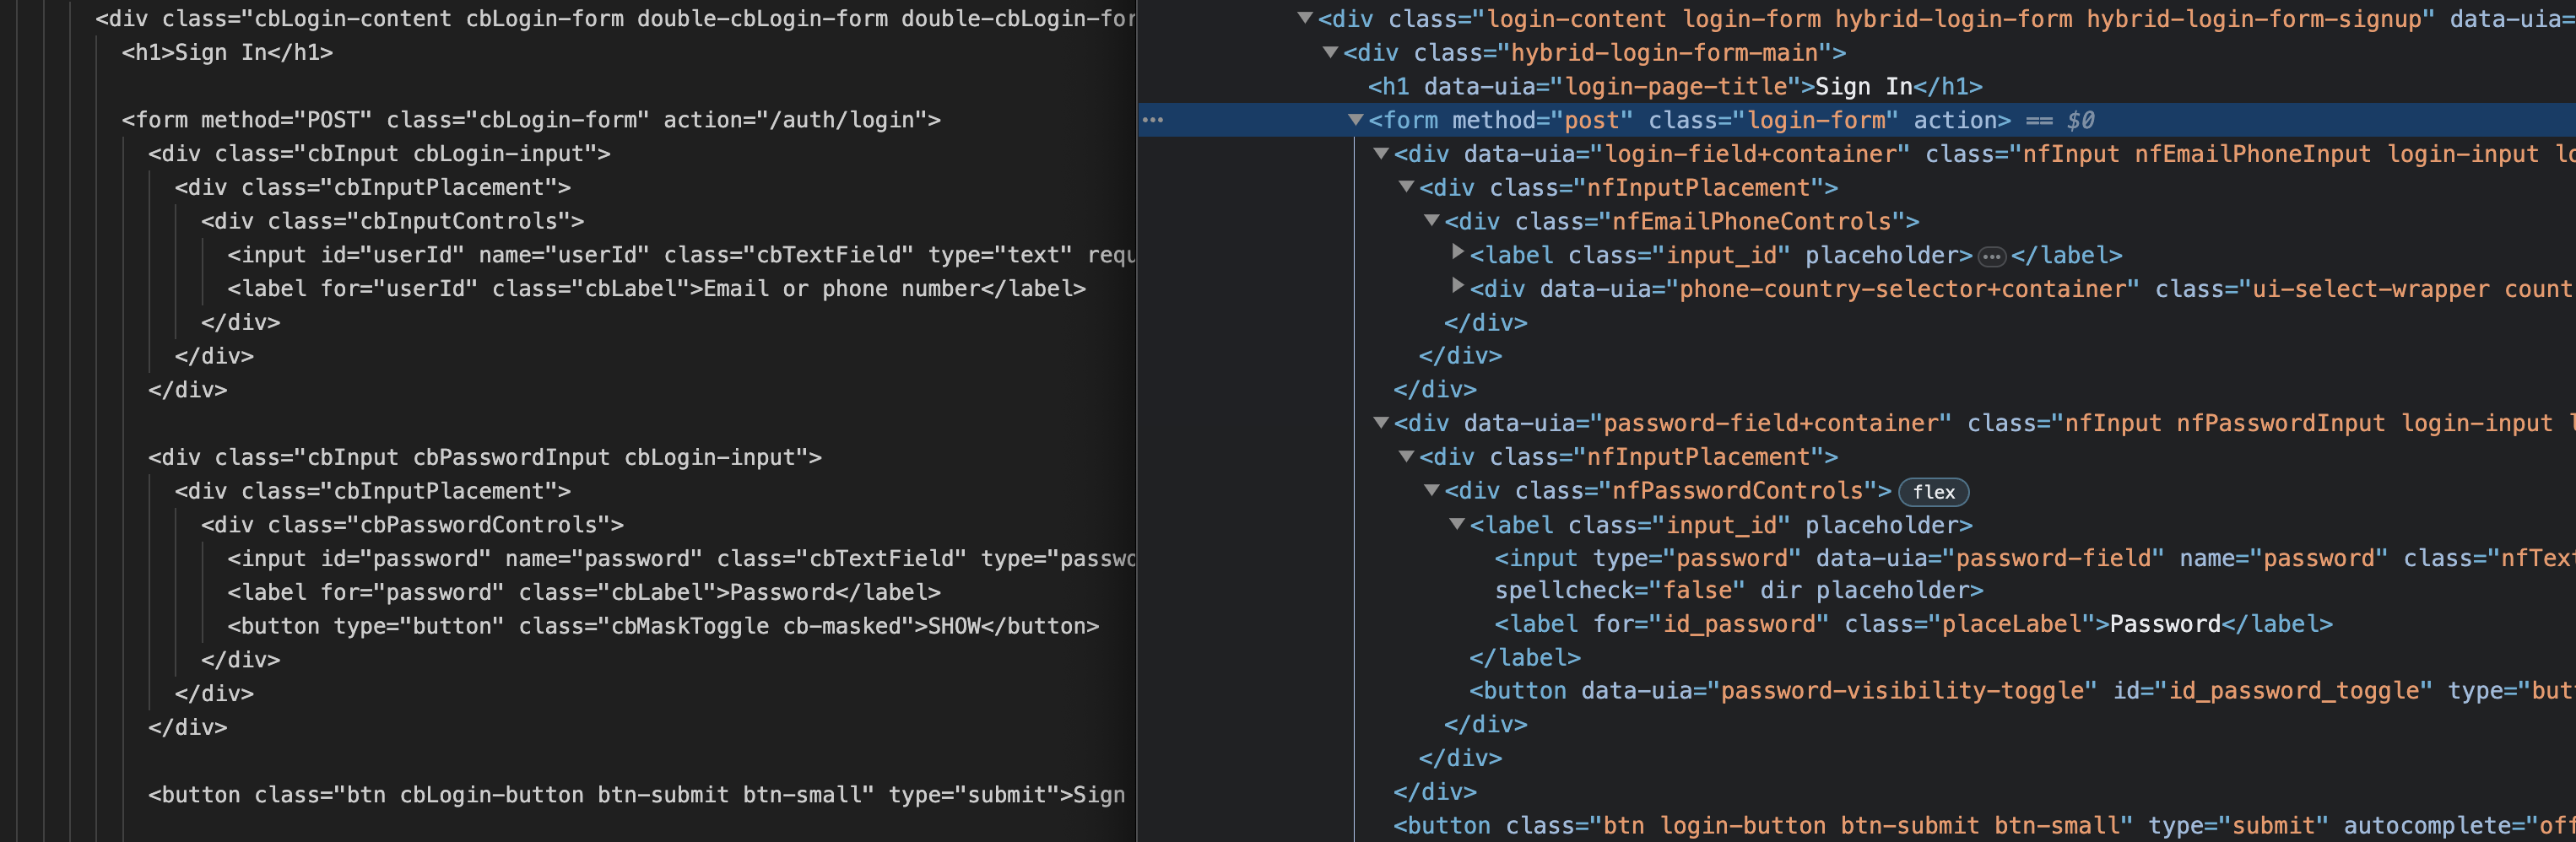 <div class="cbLogin-content cbLogin-form double-cbLogin-form double-cbLogin-for
<h1>Sign In</h1>
<form method="POST" class="cbLogin-form" action="/auth/login">
<div class="cbInput cbLogin-input">
<div class="cbInputPlacement">
<div class="cbInputControls">
<input id="userId" name="userId" class="cbTextField" type="text" requ
<label for="userId" class="cbLabel">Email or phone number</label>
</div>
</div>
</div>
<div class="cbInput cbPasswordInput cbLogin-input">
<div class="cbInputPlacement">
<div class="cbPasswordControls">
<input id="password" name="password" class="cbTextField" type="passwo
<label for="password" class="cbLabel">Password</label>
<button type="button" class="cbMaskToggle cb-masked">SHOW</button>
</div>
</div>
</div>
<button class="btn cbLogin-button btn-submit btn-small" type="submit">Sign
<div class="login-content login-form hybrid-login-form hybrid-login-form-signup" data-uia=
<div class="hybrid-login-form-main">
<h1 data-uia="login-page-title">Sign In</h1>
<form method="post" class="login-form" action> == $0
<div data-uia="login-field+container" class="nfInput nfEmailPhoneInput login-input lo
<div class="nfInputPlacement">
<div class="nfEmailPhoneControls">
<label class="input_id" placeholder>…</label>
<div data-uia="phone-country-selector+container" class="ui-select-wrapper count
</div>
</div>
</div>
<div data-uia="password-field+container" class="nfInput nfPasswordInput login-input l
<div class="nfInputPlacement">
<div class="nfPasswordControls"> flex
<label class="input_id" placeholder>
<input type="password" data-uia="password-field" name="password" class="nfText
spellcheck="false" dir placeholder>
<label for="id_password" class="placeLabel">Password</label>
</label>
<button data-uia="password-visibility-toggle" id="id_password_toggle" type="but
</div>
</div>
</div>
<button class="btn login-button btn-submit btn-small" type="submit" autocomplete="off